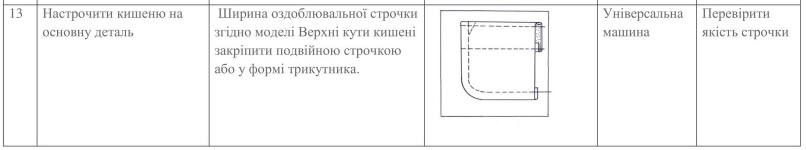 13
Настрочити кишеню на
основну деталь
Ширина оздоблювальної строчки
згідно моделі Верхні кути кишені
закріпити подвійною строчкою
або у формі трикутника.
Універсальна
машина
Перевірити
якість строчки